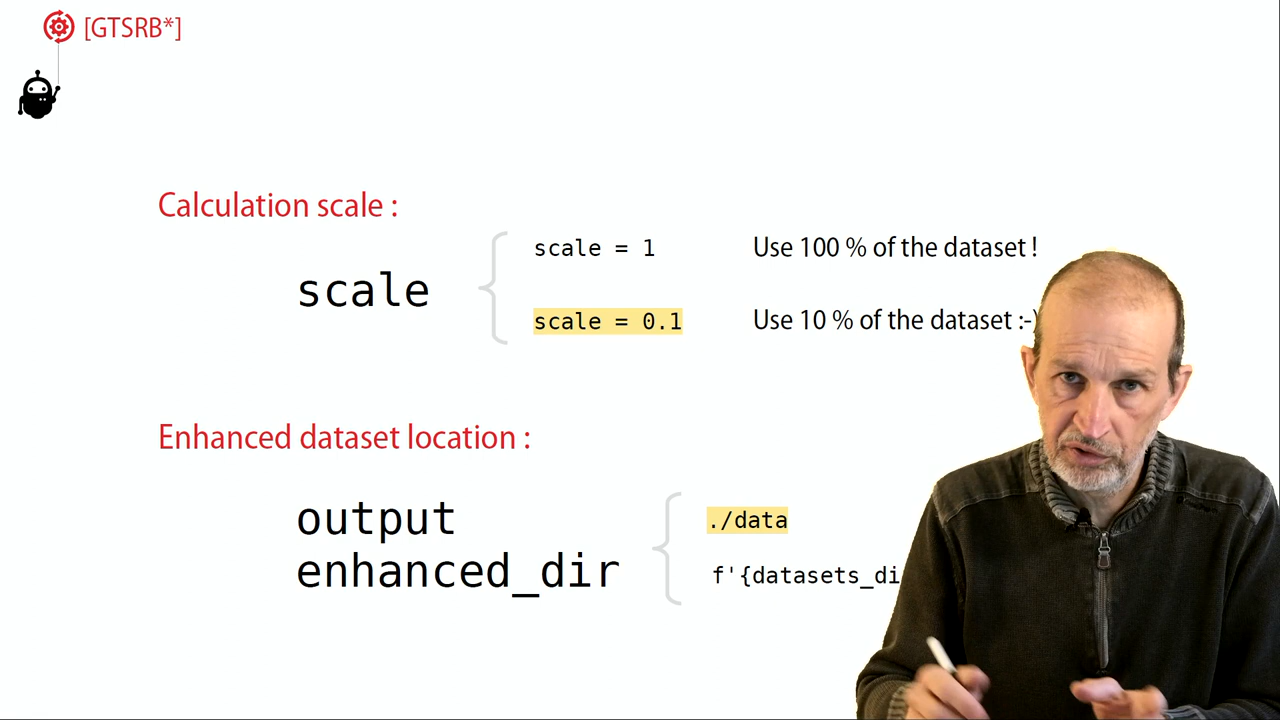 [GTSRB*]
Calculation scale :
scale
scale = 1
Use 100 % of the dataset !
scale = 0.1
Use 10 % of the dataset :-)
Enhanced dataset location :
output
enhanced_dir
./data
f'{datasets_di